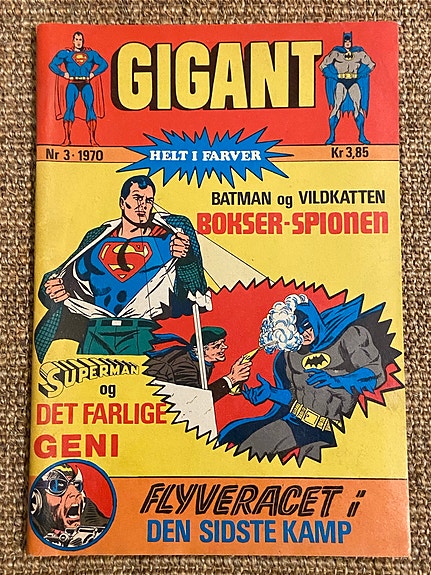 GIGANT
Nr 3 · 1970
HELT I FARVER
Kr 3,85
BATMAN og VILDKATTEN
BOKSER-SPIONEN
S
SUPERMAN
og
DET FARLIGE
GENI
FLYVERACET i
DEN SIDSTE KAMP